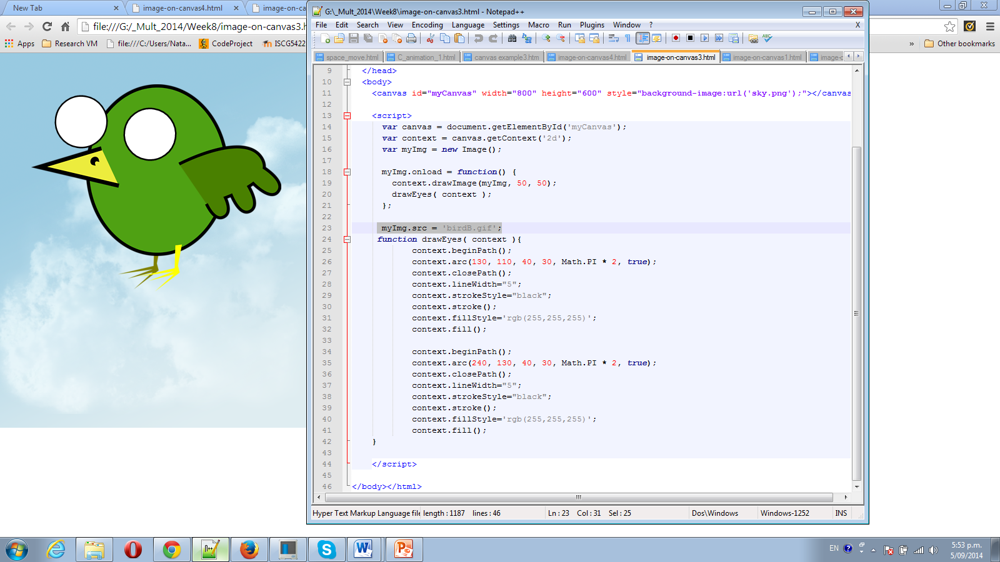 New Tab
image-on-canvas4.html
image-on-ca
file:///G:/_Mult_2014/Week8/image-on-canvas3.h
Apps
Research VM
file:///C:/Users/Nata...
CodeProject
ISCG5422
»
Other bookmarks
G:\_Mult_2014\Week8\image-on-canvas3.html - Notepad++
File Edit Search View Encoding Language Settings Macro Run Plugins Window ? X
space_move.html
C_animation_1.html
canvas example3.htm
image-on-canvas4.html
image-on-canvas3.html
image-on-canvas1.html
image-c
9 </head>
10 <body>
11 <canvas id="myCanvas" width="800" height="600" style="background-image:url('sky.png');"></canvas
12
13 <script>
14 var canvas = document.getElementById('myCanvas');
15 var context = canvas.getContext('2d');
16 var myImg = new Image();
17
18 myImg.onload = function() {
19 context.drawImage(myImg, 50, 50);
20 drawEyes( context );
21 };
22
23 myImg.src = 'birdB.gif';
24 function drawEyes( context ){
25 context.beginPath();
26 context.arc(130, 110, 40, 30, Math.PI * 2, true);
27 context.closePath();
28 context.lineWidth="5";
29 context.strokeStyle="black";
30 context.stroke();
31 context.fillStyle='rgb(255,255,255)';
32 context.fill();
33
34 context.beginPath();
35 context.arc(240, 130, 40, 30, Math.PI * 2, true);
36 context.closePath();
37 context.lineWidth="5";
38 context.strokeStyle="black";
39 context.stroke();
40 context.fillStyle='rgb(255,255,255)';
41 context.fill();
42 }
43
44 </script>
45
46 </body></html>
Hyper Text Markup Language file length : 1187 lines : 46 Ln : 23 Col : 31 Sel : 25 Dos\Windows Windows-1252 INS
EN
5:53 p.m.
5/09/2014